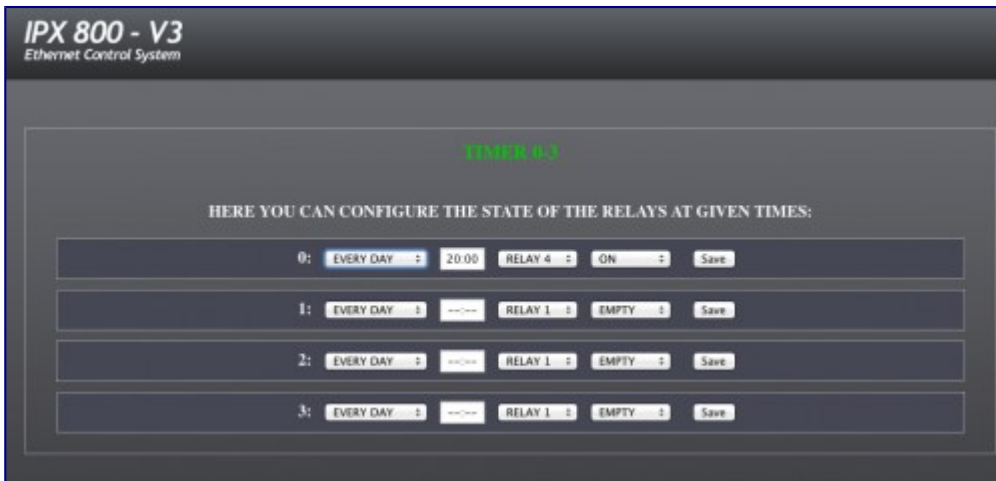 IPX 800 - V3
Ethernet Control System
TIMER 0-3
HERE YOU CAN CONFIGURE THE STATE OF THE RELAYS AT GIVEN TIMES:
0: EVERY DAY 20:00 RELAY 4 ON Save
1: EVERY DAY --:-- RELAY 1 EMPTY Save
2: EVERY DAY --:-- RELAY 1 EMPTY Save
3: EVERY DAY --:-- RELAY 1 EMPTY Save